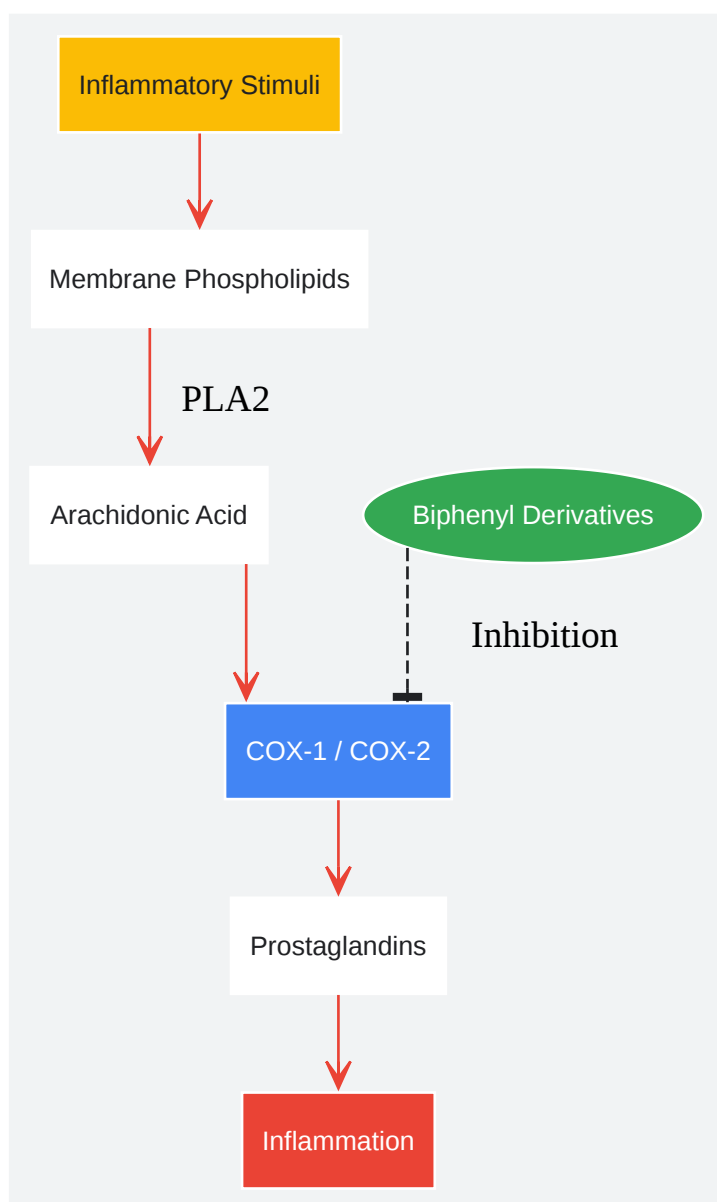 Inflammatory Stimuli
Membrane Phospholipids
PLA2
Arachidonic Acid
Biphenyl Derivatives
Inhibition
COX-1 / COX-2
Prostaglandins
Inflammation